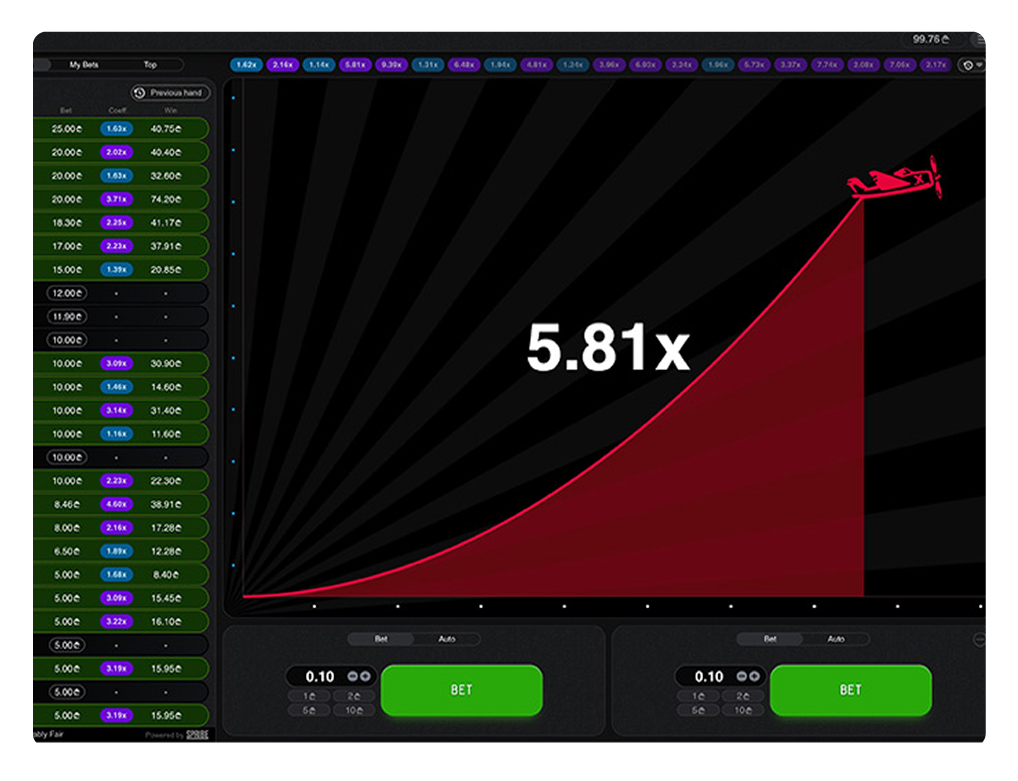 99.76 ₾
My Bets Top
1.62x 2.16x 1.14x 5.81x 9.39x 1.31x 6.48x 1.94x 4.81x 1.24x 3.96x 6.93x 2.24x 1.96x 5.73x 3.37x 7.74x 2.08x 7.05x 2.17x
Previous hand
Bet Coeff. Win
25.00₾ 1.63x 40.75₾
20.00₾ 2.02x 40.40₾
20.00₾ 1.63x 32.60₾
20.00₾ 3.71x 74.20₾
18.30₾ 2.25x 41.17₾
17.00₾ 2.23x 37.91₾
15.00₾ 1.39x 20.85₾
12.00₾ - -
11.90₾ - -
10.00₾ - -
10.00₾ 3.09x 30.90₾
10.00₾ 1.46x 14.60₾
10.00₾ 3.14x 31.40₾
10.00₾ 1.16x 11.60₾
10.00₾ - -
10.00₾ 2.23x 22.30₾
8.46₾ 4.60x 38.91₾
8.00₾ 2.16x 17.28₾
6.50₾ 1.89x 12.28₾
5.00₾ 1.68x 8.40₾
5.00₾ 3.09x 15.45₾
5.00₾ 3.22x 16.10₾
5.00₾ - -
5.00₾ 3.19x 15.95₾
5.00₾ - -
5.00₾ 3.19x 15.95₾
ably Fair Powered by SPRIBE
X
5.81x
Bet Auto
0.10
1₾ 2₾
5₾ 10₾
BET
Bet Auto
0.10
1₾ 2₾
5₾ 10₾
BET